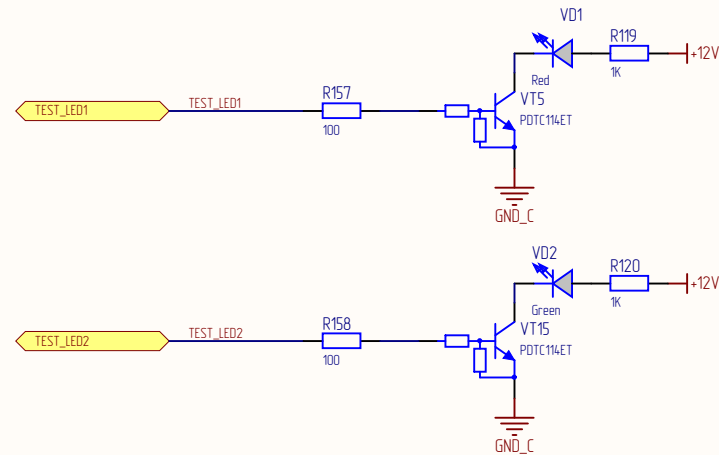 VD1
R119
+12V
1K
Red
R157
VT5
TEST_LED1
TEST_LED1
100
PDTC114ET
GND_C
VD2
R120
+12V
1K
Green
R158
VT15
TEST_LED2
TEST_LED2
100
PDTC114ET
GND_C